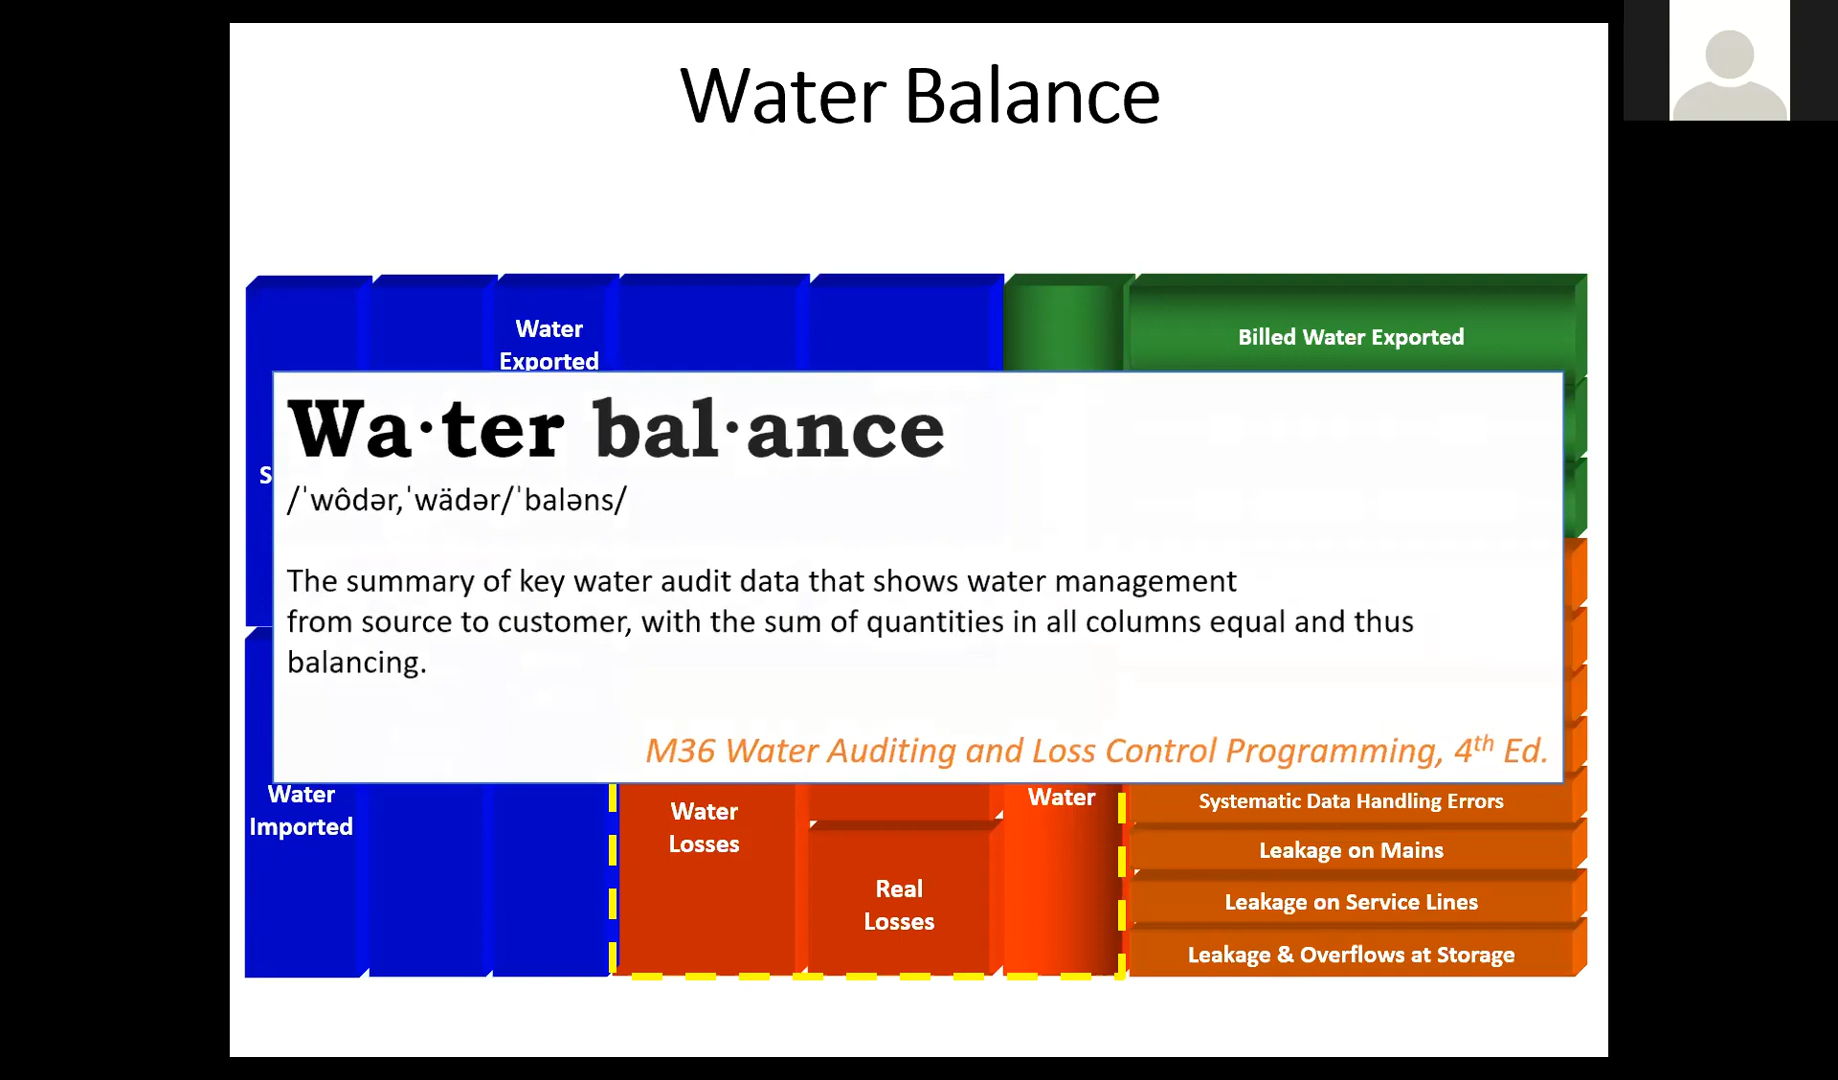 Water Balance
Water
Exported
Billed Water Exported
Wa·ter bal·ance
/ˈwôdər,ˈwädər/ˈbaləns/
The summary of key water audit data that shows water management
from source to customer, with the sum of quantities in all columns equal and thus
balancing.
M36 Water Auditing and Loss Control Programming, 4th Ed.
Water
Imported
Water
Losses
Real
Losses
Water
Systematic Data Handling Errors
Leakage on Mains
Leakage on Service Lines
Leakage & Overflows at Storage